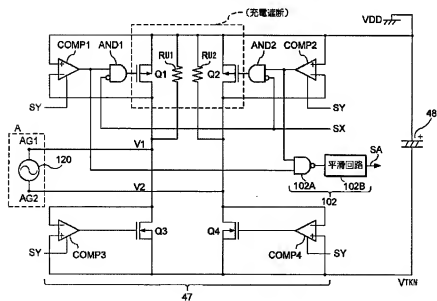 (充電遮断)
VDD
COMP1
AND1
RU1
RU2
AND2
COMP2
Q1
Q2
SY
SY
SX
48
A
AG1
120
AG2
V1
V2
SA
平滑回路
102A
102B
102
SY
COMP3
Q3
Q4
COMP4
SY
VTKN
47